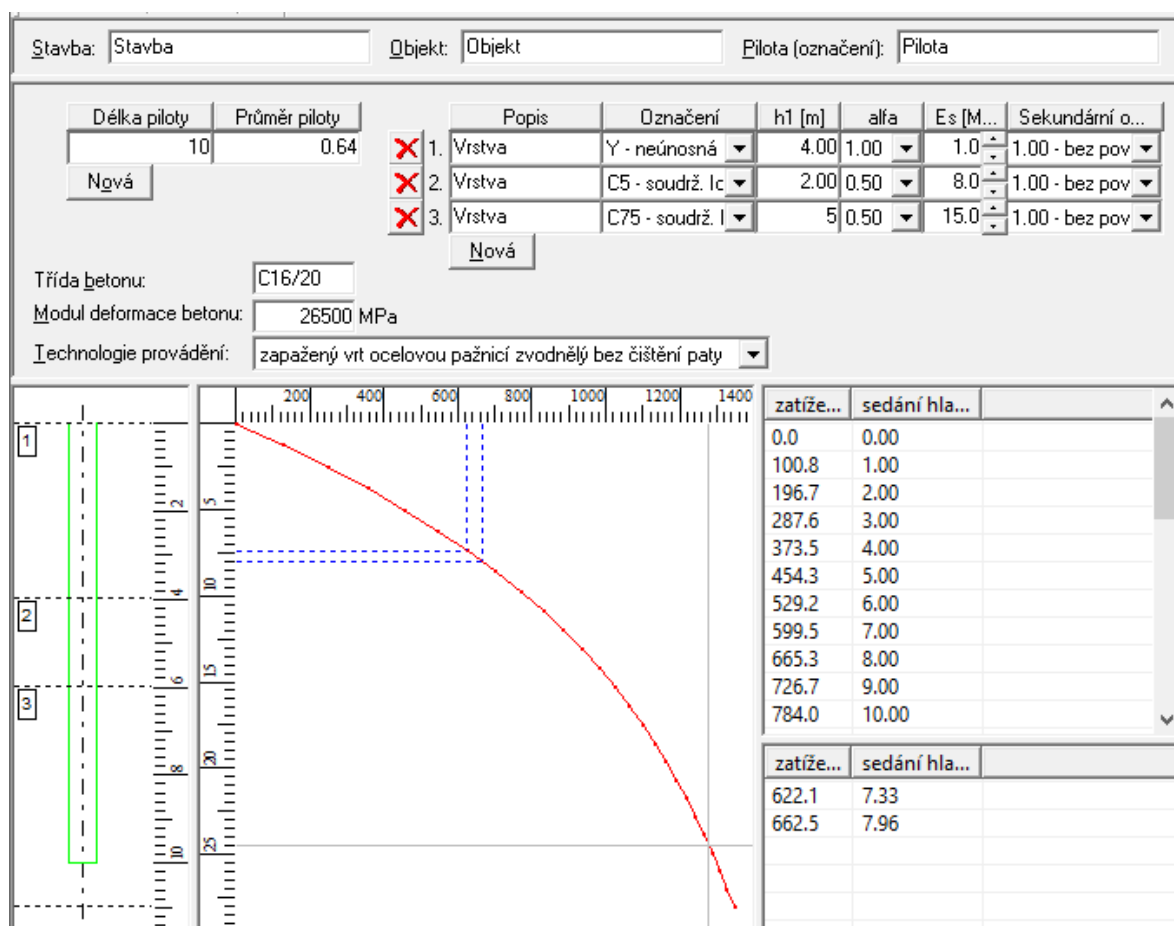 Stavba: Stavba Objekt: Objekt Pilota (označení): Pilota
Délka piloty Průměr piloty Popis Označení h1 [m] alfa Es [M... Sekundární o...
10 0.64 1. Vrstva Y - neúnosná 4.00 1.00 1.0 1.00 - bez pov
Nová 2. Vrstva C5 - soudrž. Ic 2.00 0.50 8.0 1.00 - bez pov
3. Vrstva C75 - soudrž. I 5 0.50 15.0 1.00 - bez pov
Nová
Třída betonu: C16/20
Modul deformace betonu: 26500 MPa
Technologie provádění: zapažený vrt ocelovou pažnicí zvodnělý bez čištění paty
1
2
3
2
4
6
8
10
200 400 600 800 1000 1200 1400
5
10
15
20
25
zatíže... sedání hla...
0.0 0.00
100.8 1.00
196.7 2.00
287.6 3.00
373.5 4.00
454.3 5.00
529.2 6.00
599.5 7.00
665.3 8.00
726.7 9.00
784.0 10.00
zatíže... sedání hla...
622.1 7.33
662.5 7.96